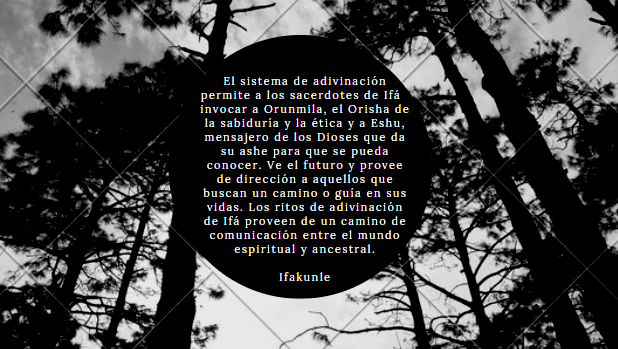 El sistema de adivinación
permite a los sacerdotes de Ifá
invocar a Orunmila, el Orisha de
la sabiduría y la ética y a Eshu,
mensajero de los Dioses que da
su ashe para que se pueda
conocer. Ve el futuro y provee
de dirección a aquellos que
buscan un camino o guía en sus
vidas. Los ritos de adivinación
de Ifá proveen de un camino de
comunicación entre el mundo
espiritual y ancestral.
Ifakunle